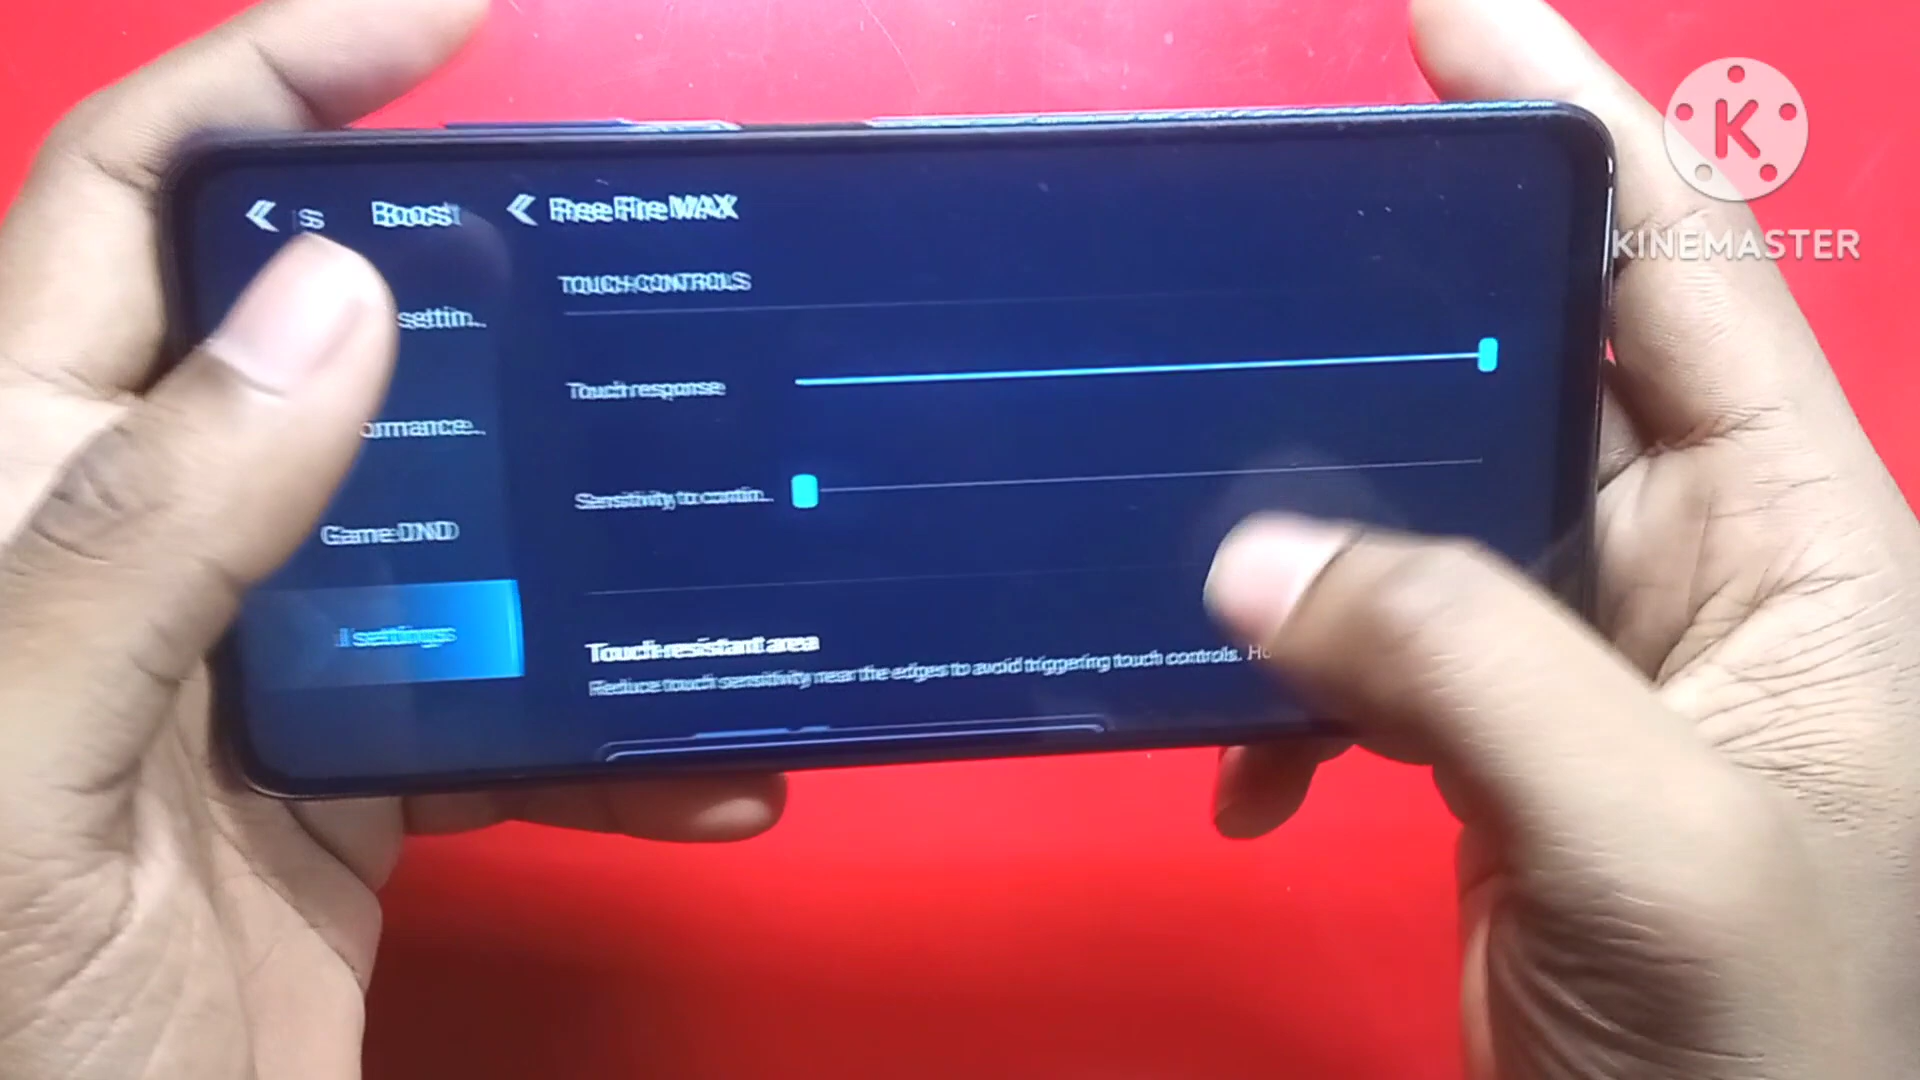 Boost
Free Fire MAX
TOUCH CONTROLS
settin...
Touch response
ormance...
Sensitivity to contin...
Game DND
settings
Touch-resistant area
Reduce touch sensitivity near the edges to avoid triggering touch controls. Ho
K
KINEMASTER